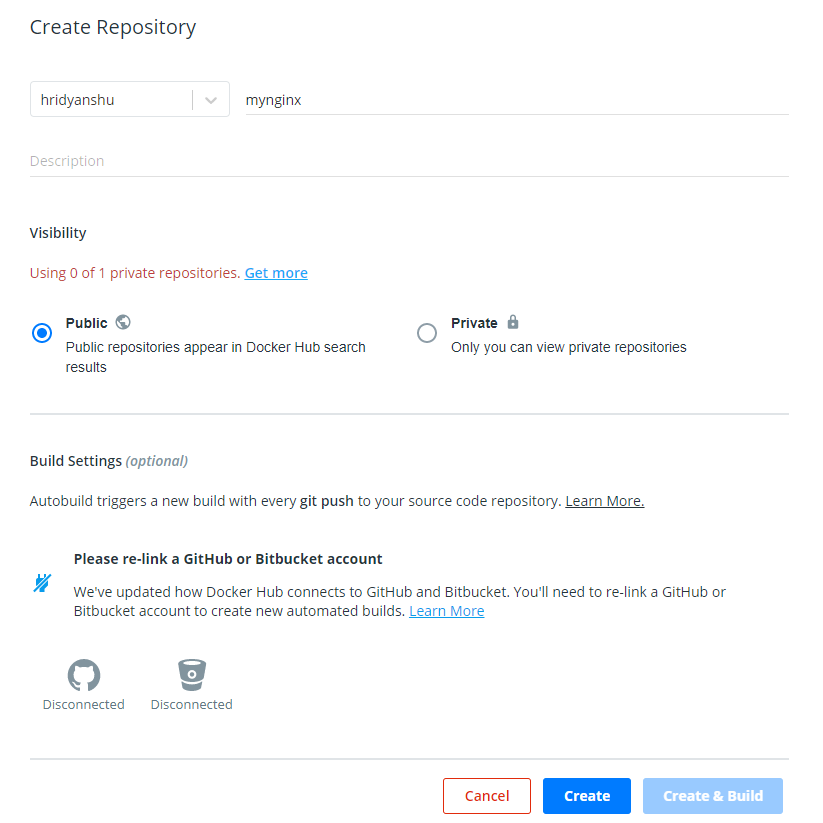 Create Repository
hridyanshu
mynginx
Description
Visibility
Using 0 of 1 private repositories. Get more
Public
Public repositories appear in Docker Hub search
results
Private
Only you can view private repositories
Build Settings (optional)
Autobuild triggers a new build with every git push to your source code repository. Learn More.
Please re-link a GitHub or Bitbucket account
We've updated how Docker Hub connects to GitHub and Bitbucket. You'll need to re-link a GitHub or
Bitbucket account to create new automated builds. Learn More
Disconnected
Disconnected
Cancel
Create
Create & Build